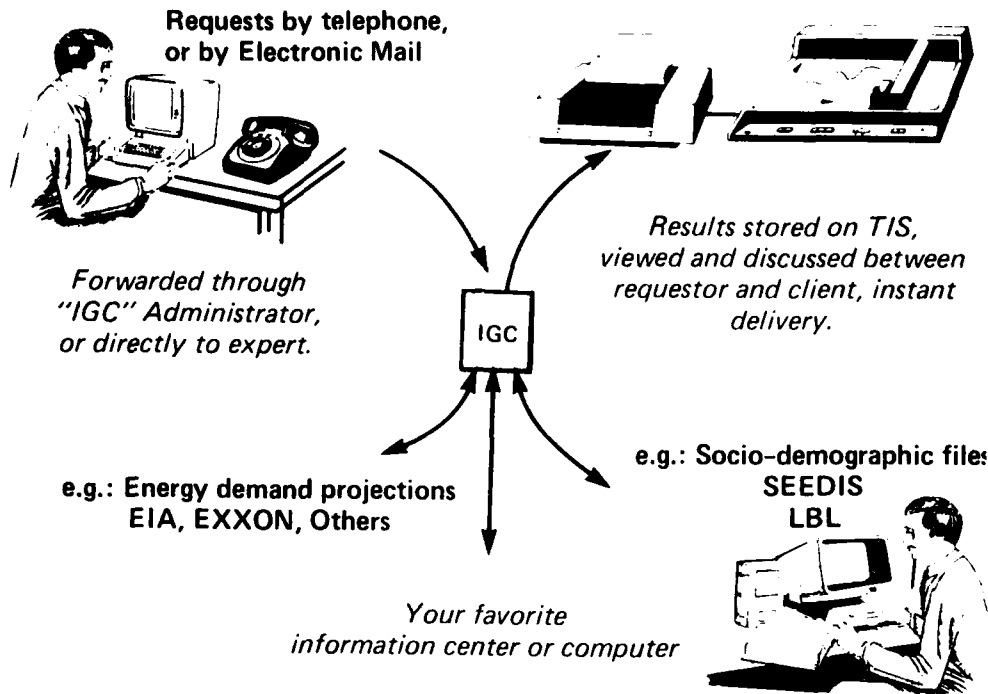 Requests by telephone,
or by Electronic Mail
Forwarded through
"IGC" Administrator,
or directly to expert.
Results stored on TIS,
viewed and discussed between
requestor and client, instant
delivery.
IGC
e.g.: Energy demand projections
EIA, EXXON, Others
e.g.: Socio-demographic files
SEEDIS
LBL
Your favorite
information center or computer